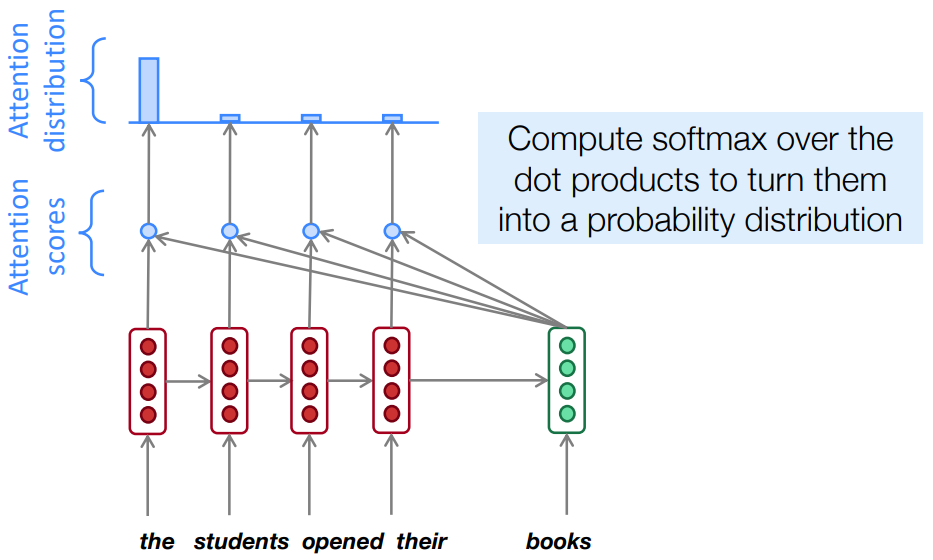 Attention
distribution
Attention
scores
Compute softmax over the
dot products to turn them
into a probability distribution
the students opened their books